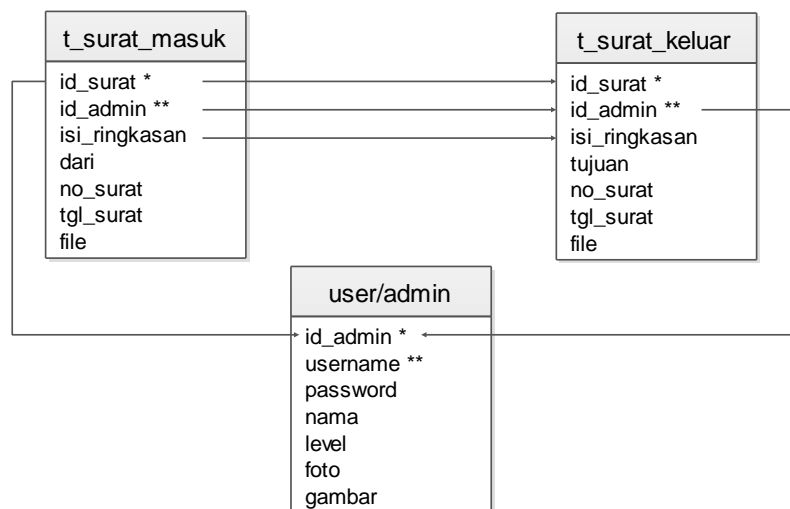 t_surat_masuk
id_surat *
id_admin **
isi_ringkasan
dari
no_surat
tgl_surat
file
t_surat_keluar
id_surat *
id_admin **
isi_ringkasan
tujuan
no_surat
tgl_surat
file
user/admin
id_admin *
username **
password
nama
level
foto
gambar